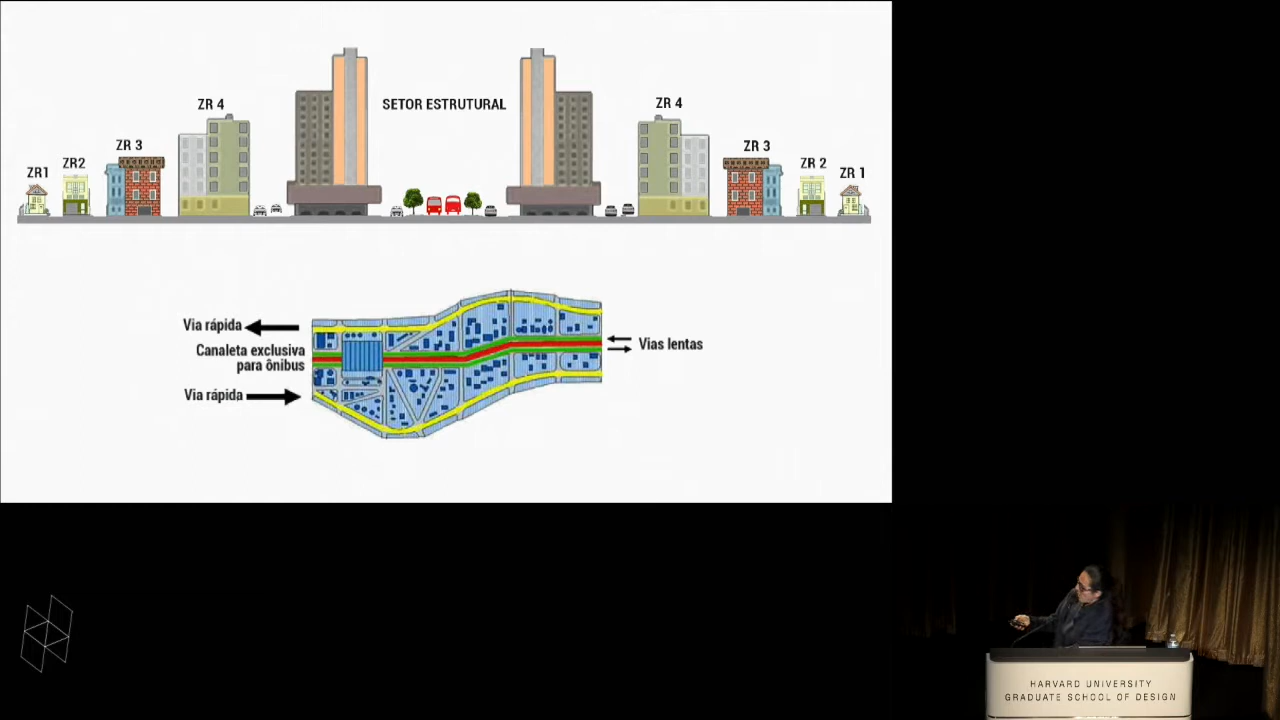 SETOR ESTRUTURAL
ZR 4
ZR 4
ZR 3
ZR 3
ZR2
ZR 2
ZR1
ZR 1
Via rápida
Canaleta exclusiva
para ônibus
Via rápida
Vias lentas
HARVARD UNIVERSITY
GRADUATE SCHOOL OF DESIGN